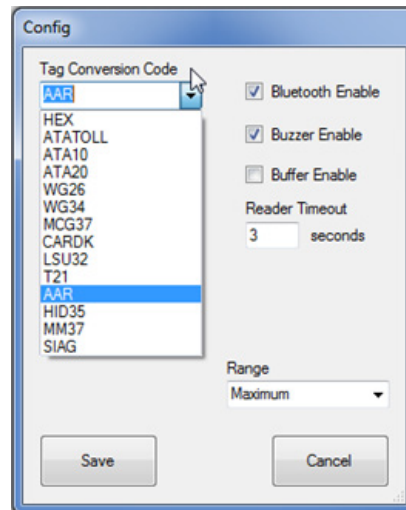 Config
Tag Conversion Code
AAR
HEX
ATATOLL
ATA10
ATA20
WG26
WG34
MCG37
CARDK
LSU32
T21
AAR
HID35
MM37
SIAG
Bluetooth Enable
Buzzer Enable
Buffer Enable
Reader Timeout
3 seconds
Range
Maximum
Save Cancel